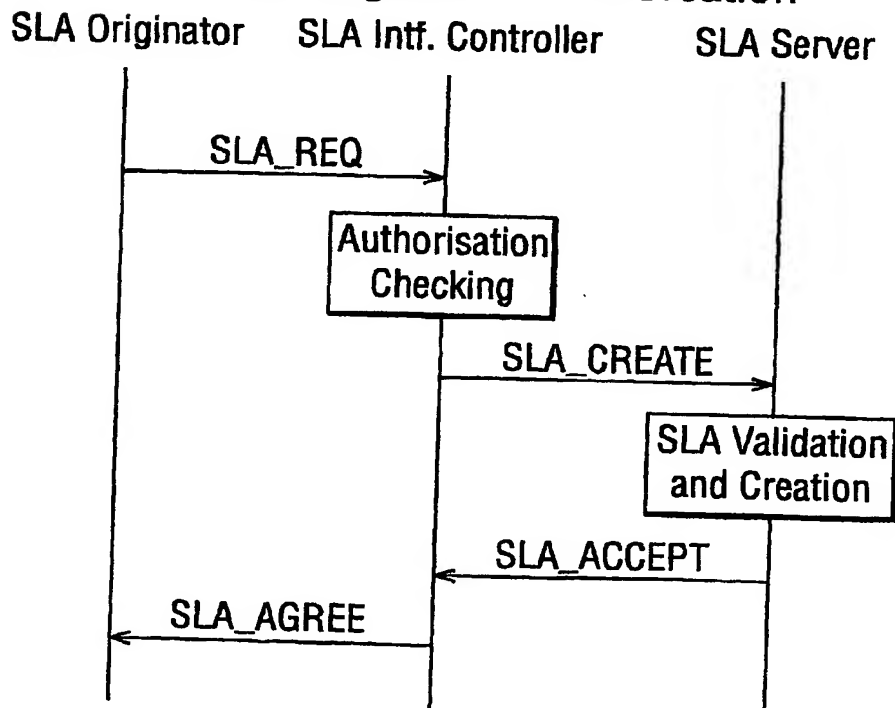 SLA Originator SLA Intf. Controller SLA Server
SLA_REQ
Authorisation
Checking
SLA_CREATE
SLA Validation
and Creation
SLA_ACCEPT
SLA_AGREE